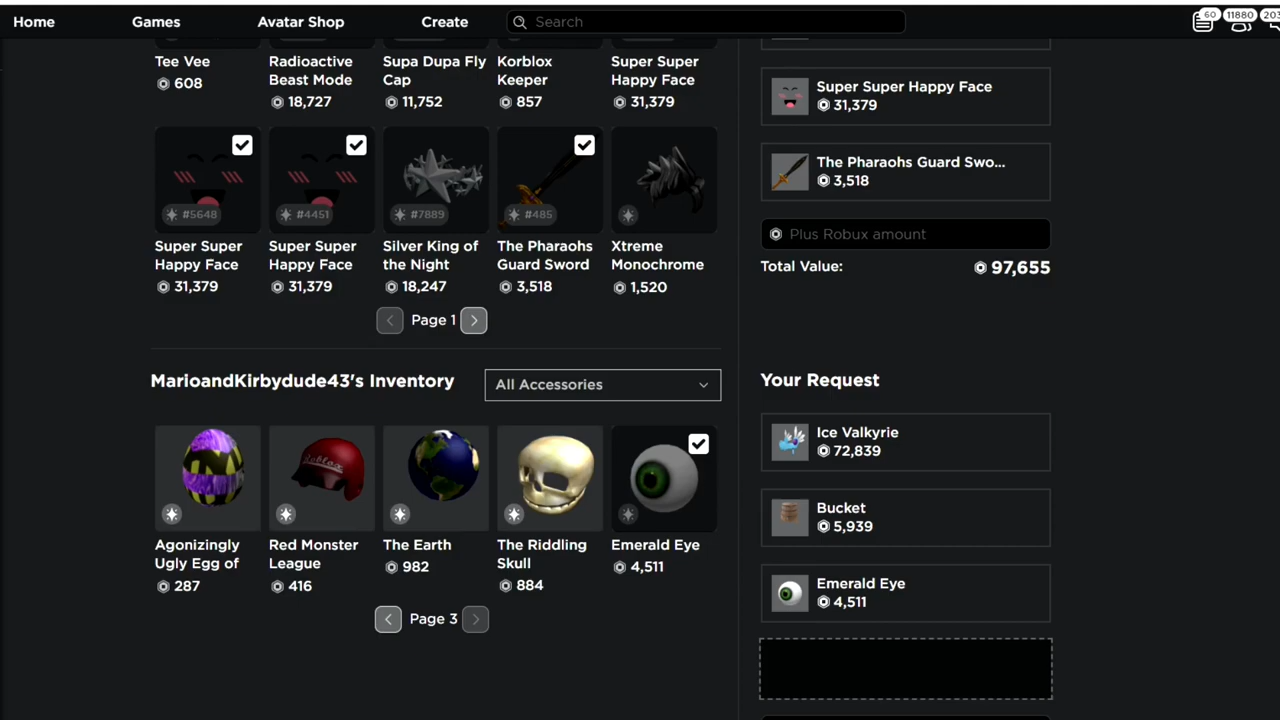 Home Games Avatar Shop Create Search 60 11880 203
Tee Vee
608
Radioactive
Beast Mode
18,727
Supa Dupa Fly
Cap
11,752
Korblox
Keeper
857
Super Super
Happy Face
31,379
#5648
Super Super
Happy Face
31,379
#4451
Super Super
Happy Face
31,379
#7889
Silver King of
the Night
18,247
#485
The Pharaohs
Guard Sword
3,518
Xtreme
Monochrome
1,520
Page 1
MarioandKirbydude43's Inventory
All Accessories
Agonizingly
Ugly Egg of
287
Roblox
Red Monster
League
416
The Earth
982
The Riddling
Skull
884
Emerald Eye
4,511
Page 3
Super Super Happy Face
31,379
The Pharaohs Guard Swo...
3,518
Plus Robux amount
Total Value: 97,655
Your Request
Ice Valkyrie
72,839
Bucket
5,939
Emerald Eye
4,511